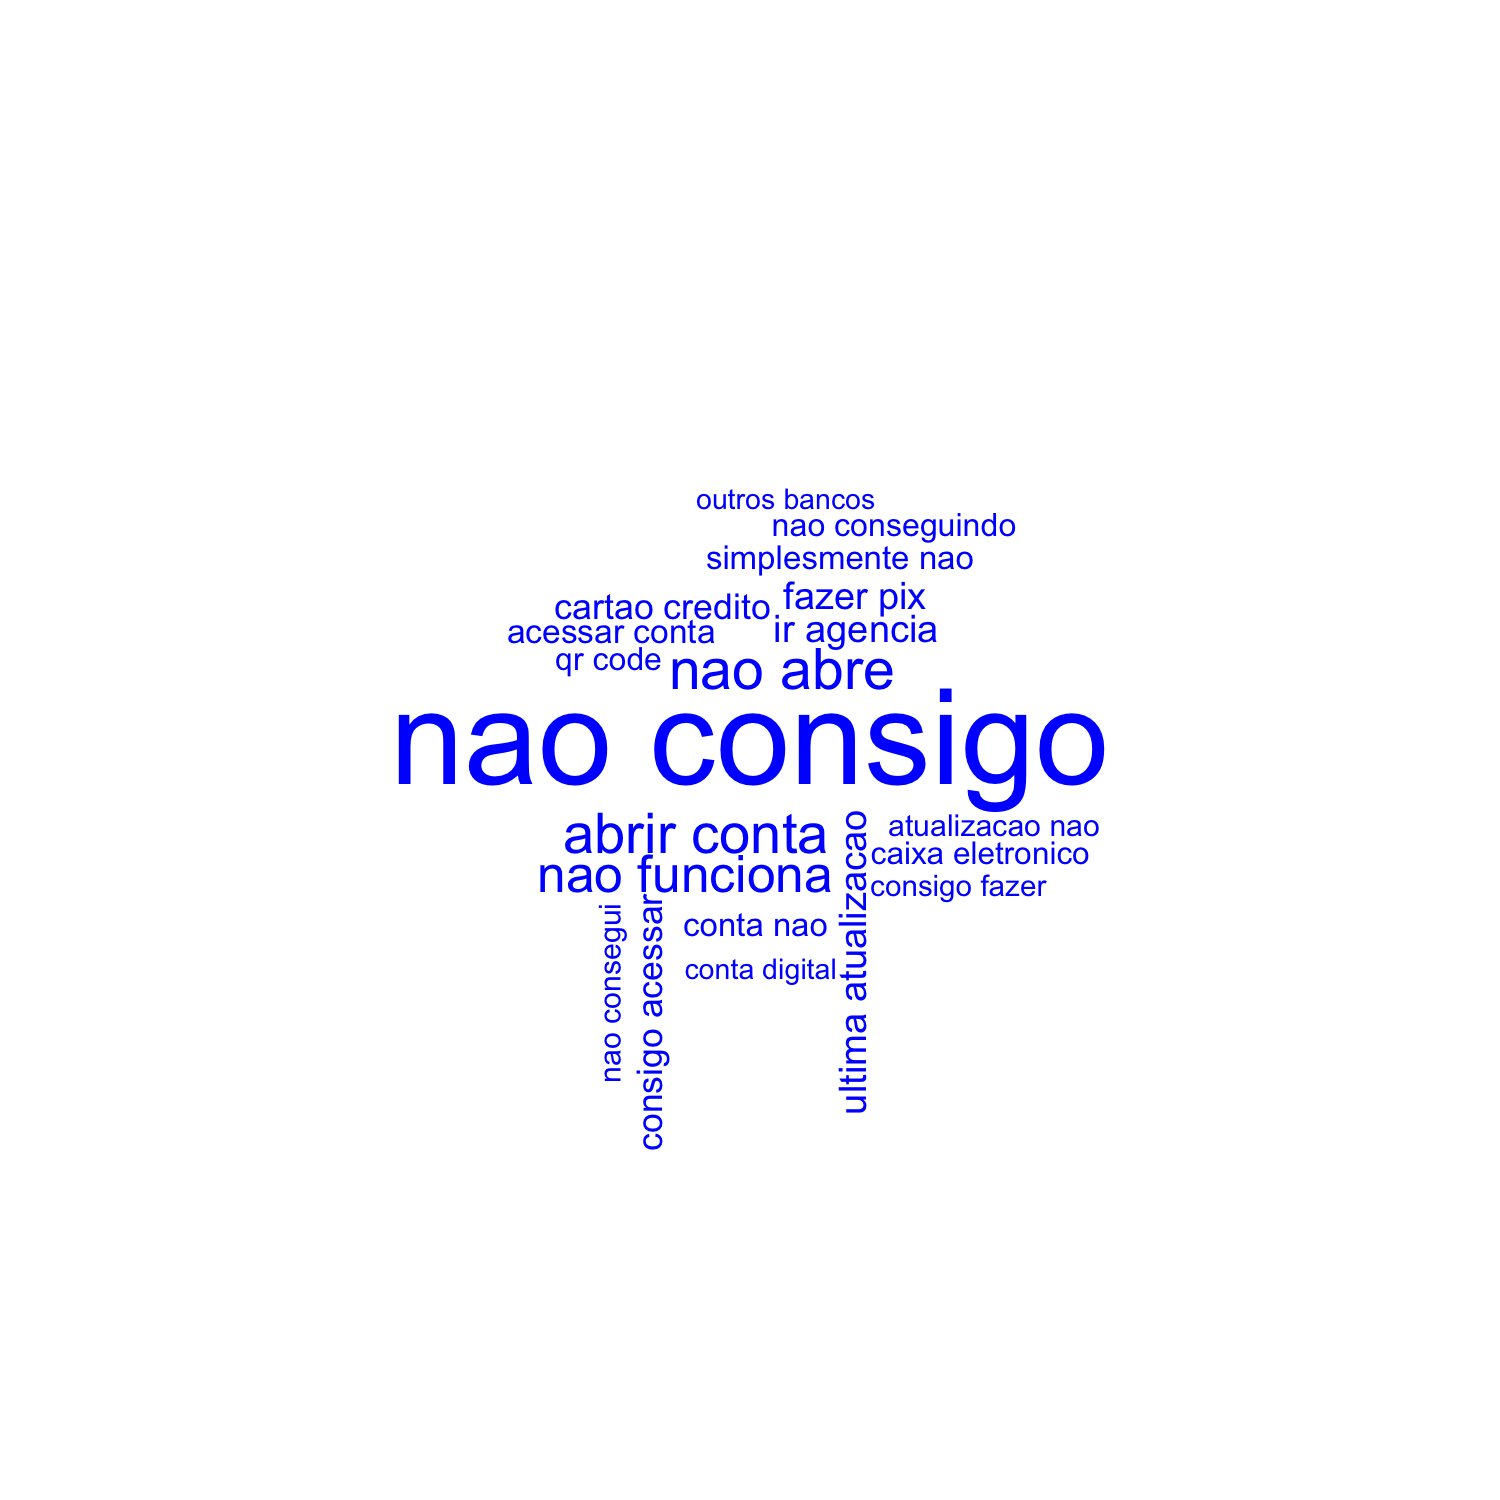 outros bancos
nao conseguindo
simplesmente nao
fazer pix
cartao credito
ir agencia
acessar conta
qr code
nao abre
nao consigo
abrir conta
atualizacao nao
caixa eletronico
nao funciona
consigo fazer
nao consegui
consigo acessar
conta nao
conta digital
ultima atualizacao